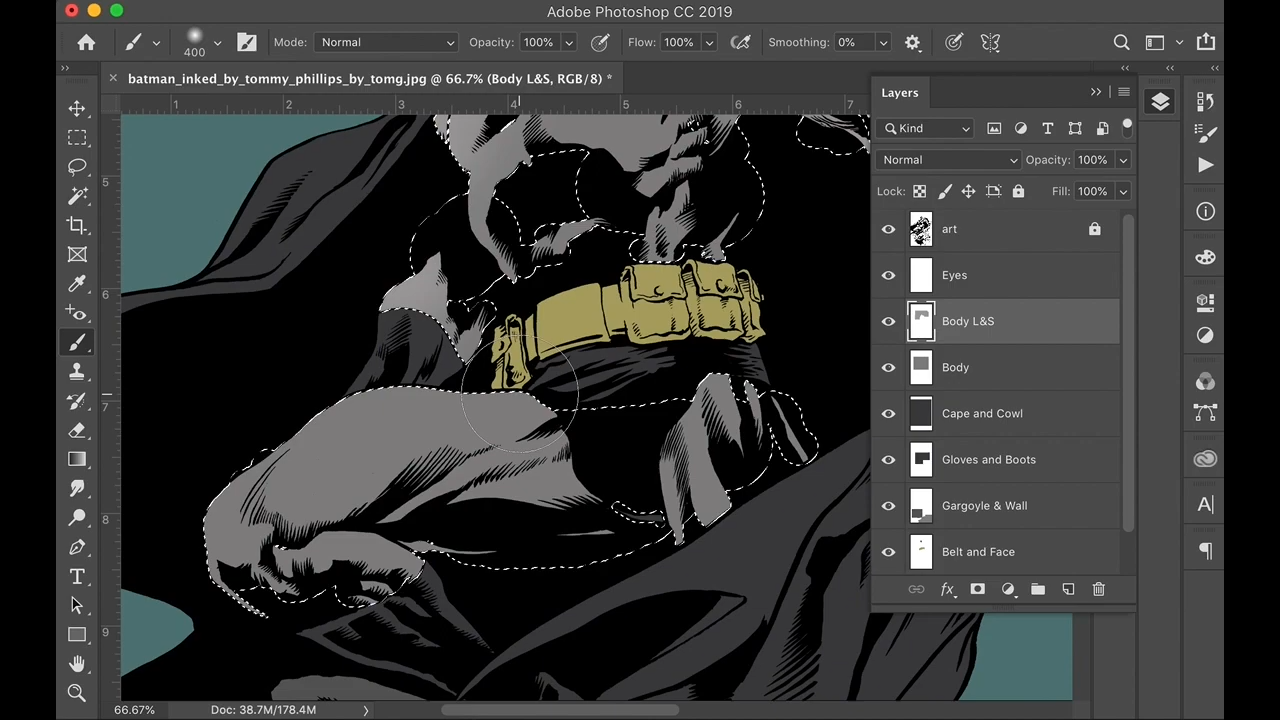 Adobe Photoshop CC 2019
400 Mode: Normal Opacity: 100% Flow: 100% Smoothing: 0%
× batman_inked_by_tommy_phillips_by_tomg.jpg @ 66.7% (Body L&S, RGB/8) *
1 2 3 4 5 6 7
5
6
7
8
9
Layers
Kind
Normal Opacity: 100%
Lock: Fill: 100%
art
Eyes
Body L&S
Body
Cape and Cowl
Gloves and Boots
Gargoyle & Wall
Belt and Face
fx
66.67% Doc: 38.7M/178.4M